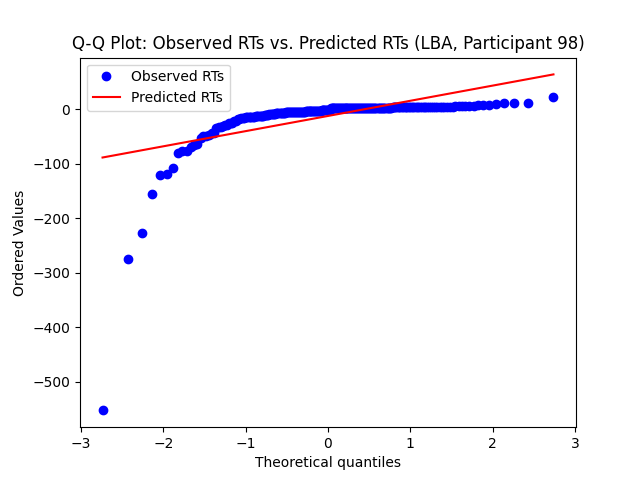 Q-Q Plot: Observed RTs vs. Predicted RTs (LBA, Participant 98)
Observed RTs
Predicted RTs
0
−100
−200
−300
−400
−500
Ordered Values
−3
−2
−1
0
1
2
3
Theoretical quantiles